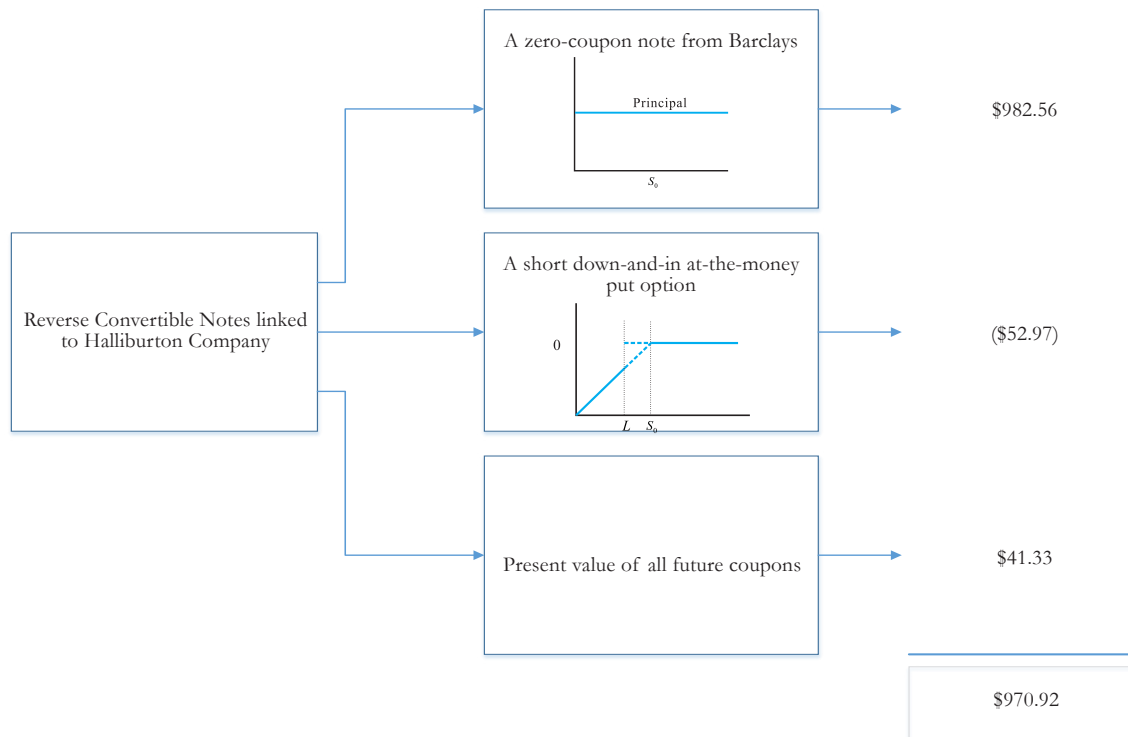 A zero-coupon note from Barclays
Principal
S₀
$982.56
Reverse Convertible Notes linked
to Halliburton Company
A short down-and-in at-the-money
put option
0
L S₀
($52.97)
Present value of all future coupons
$41.33
$970.92